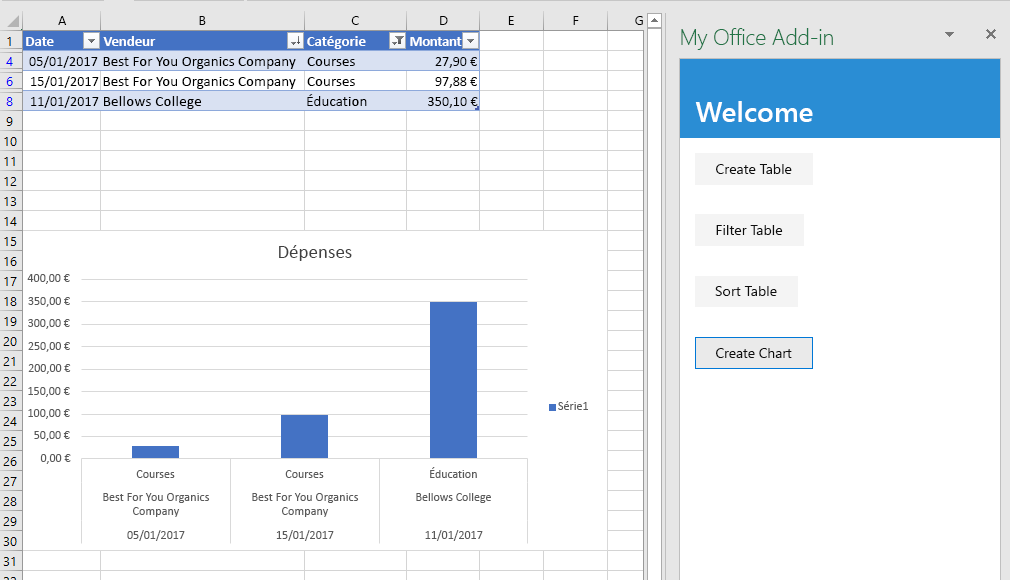 A B C D E F G
1 Date Vendeur Catégorie Montant
4 05/01/2017 Best For You Organics Company Courses 27,90 €
6 15/01/2017 Best For You Organics Company Courses 97,88 €
8 11/01/2017 Bellows College Éducation 350,10 €
9
10
11
12
13
14
15
16
17
18
19
20
21
22
23
24
25
26
27
28
29
30
31
Dépenses
400,00 €
350,00 €
300,00 €
250,00 €
200,00 €
150,00 €
100,00 €
50,00 €
0,00 €
Série1
Courses Courses Éducation
Best For You Organics Company Best For You Organics Company Bellows College
05/01/2017 15/01/2017 11/01/2017
My Office Add-in
Welcome
Create Table
Filter Table
Sort Table
Create Chart